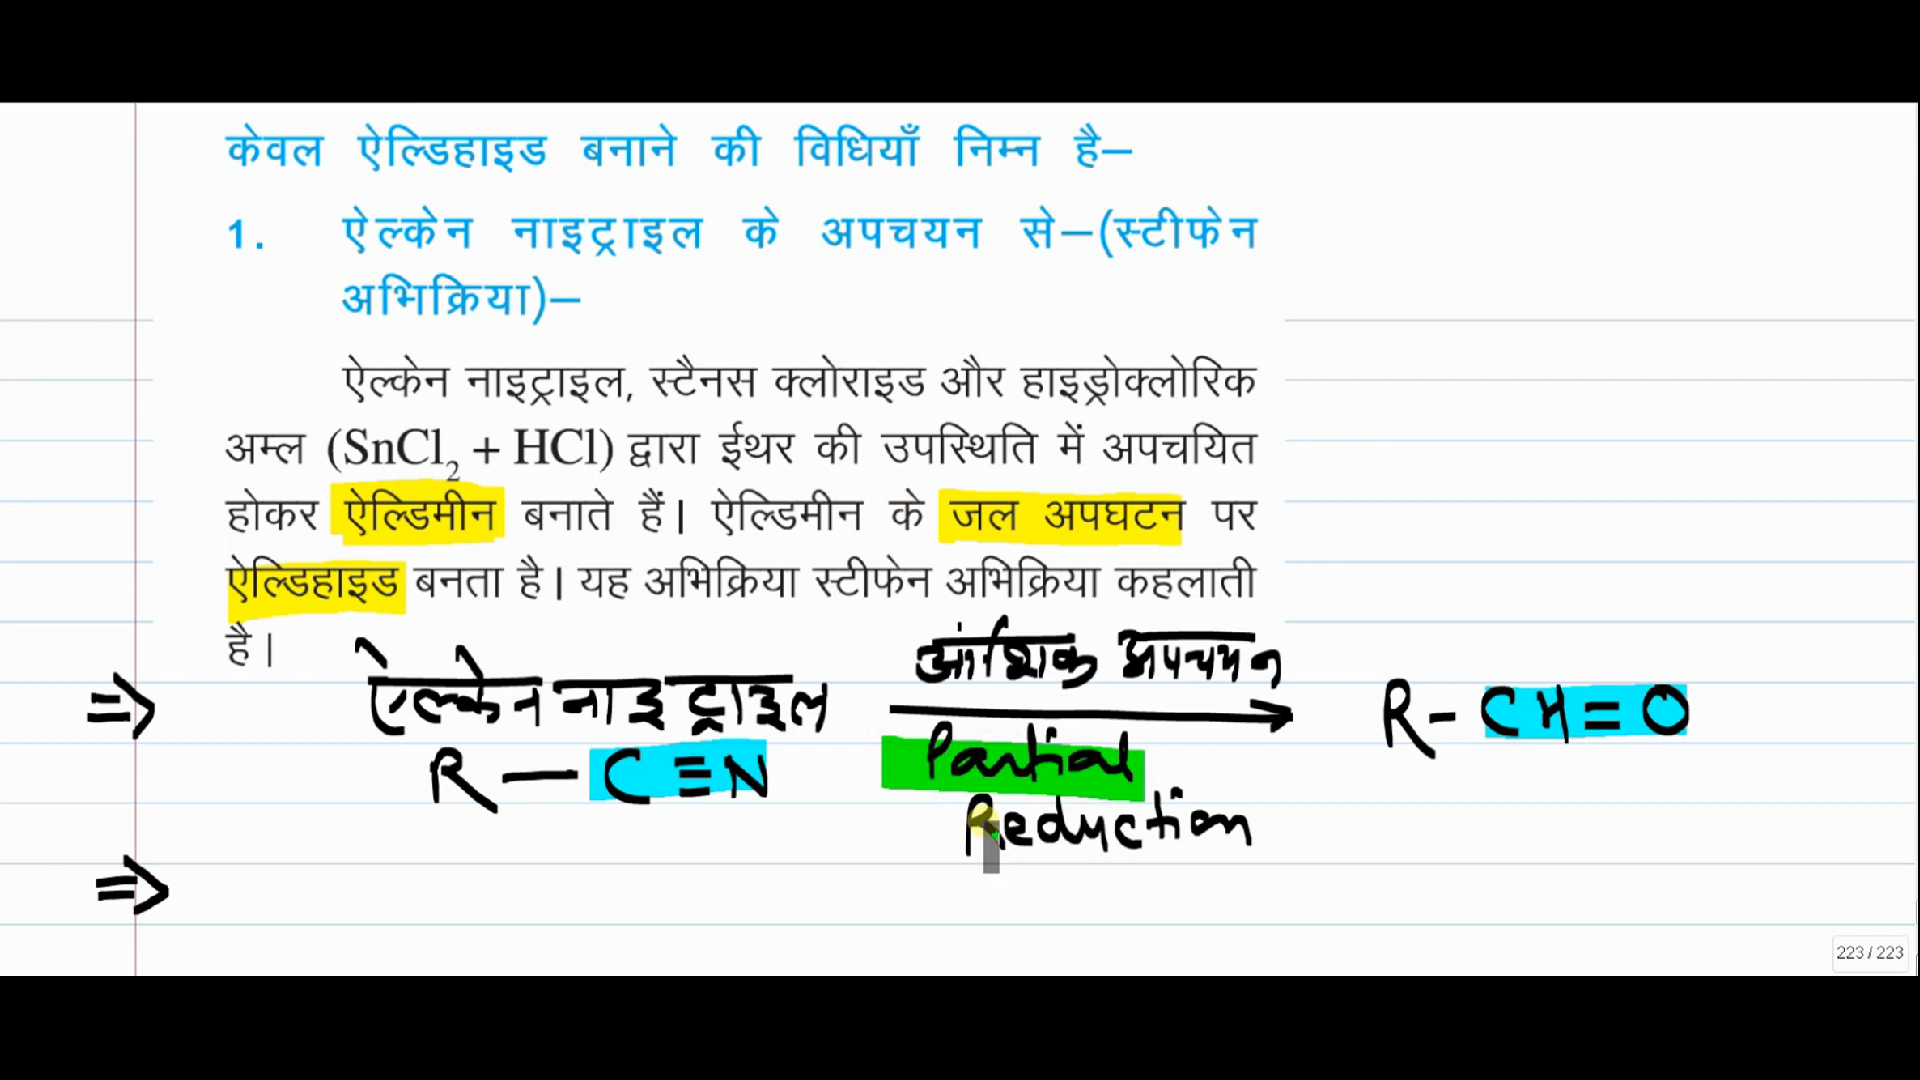 केवल ऐल्डिहाइड बनाने की विधियाँ निम्न है–
1. ऐल्केन नाइट्राइल के अपचयन से–(स्टीफेन
अभिक्रिया)–
ऐल्केन नाइट्राइल, स्टैनस क्लोराइड और हाइड्रोक्लोरिक
अम्ल (SnCl₂ + HCl) द्वारा ईथर की उपस्थिति में अपचयित
होकर ऐल्डिमीन बनाते हैं। ऐल्डिमीन के जल अपघटन पर
ऐल्डिहाइड बनता है। यह अभिक्रिया स्टीफेन अभिक्रिया कहलाती
है।
आंशिक अपचयन
⇒ ऐल्केन नाइट्राइल → R - CH = O
R — C ≡ N Partial
Reduction
⇒
223 / 223